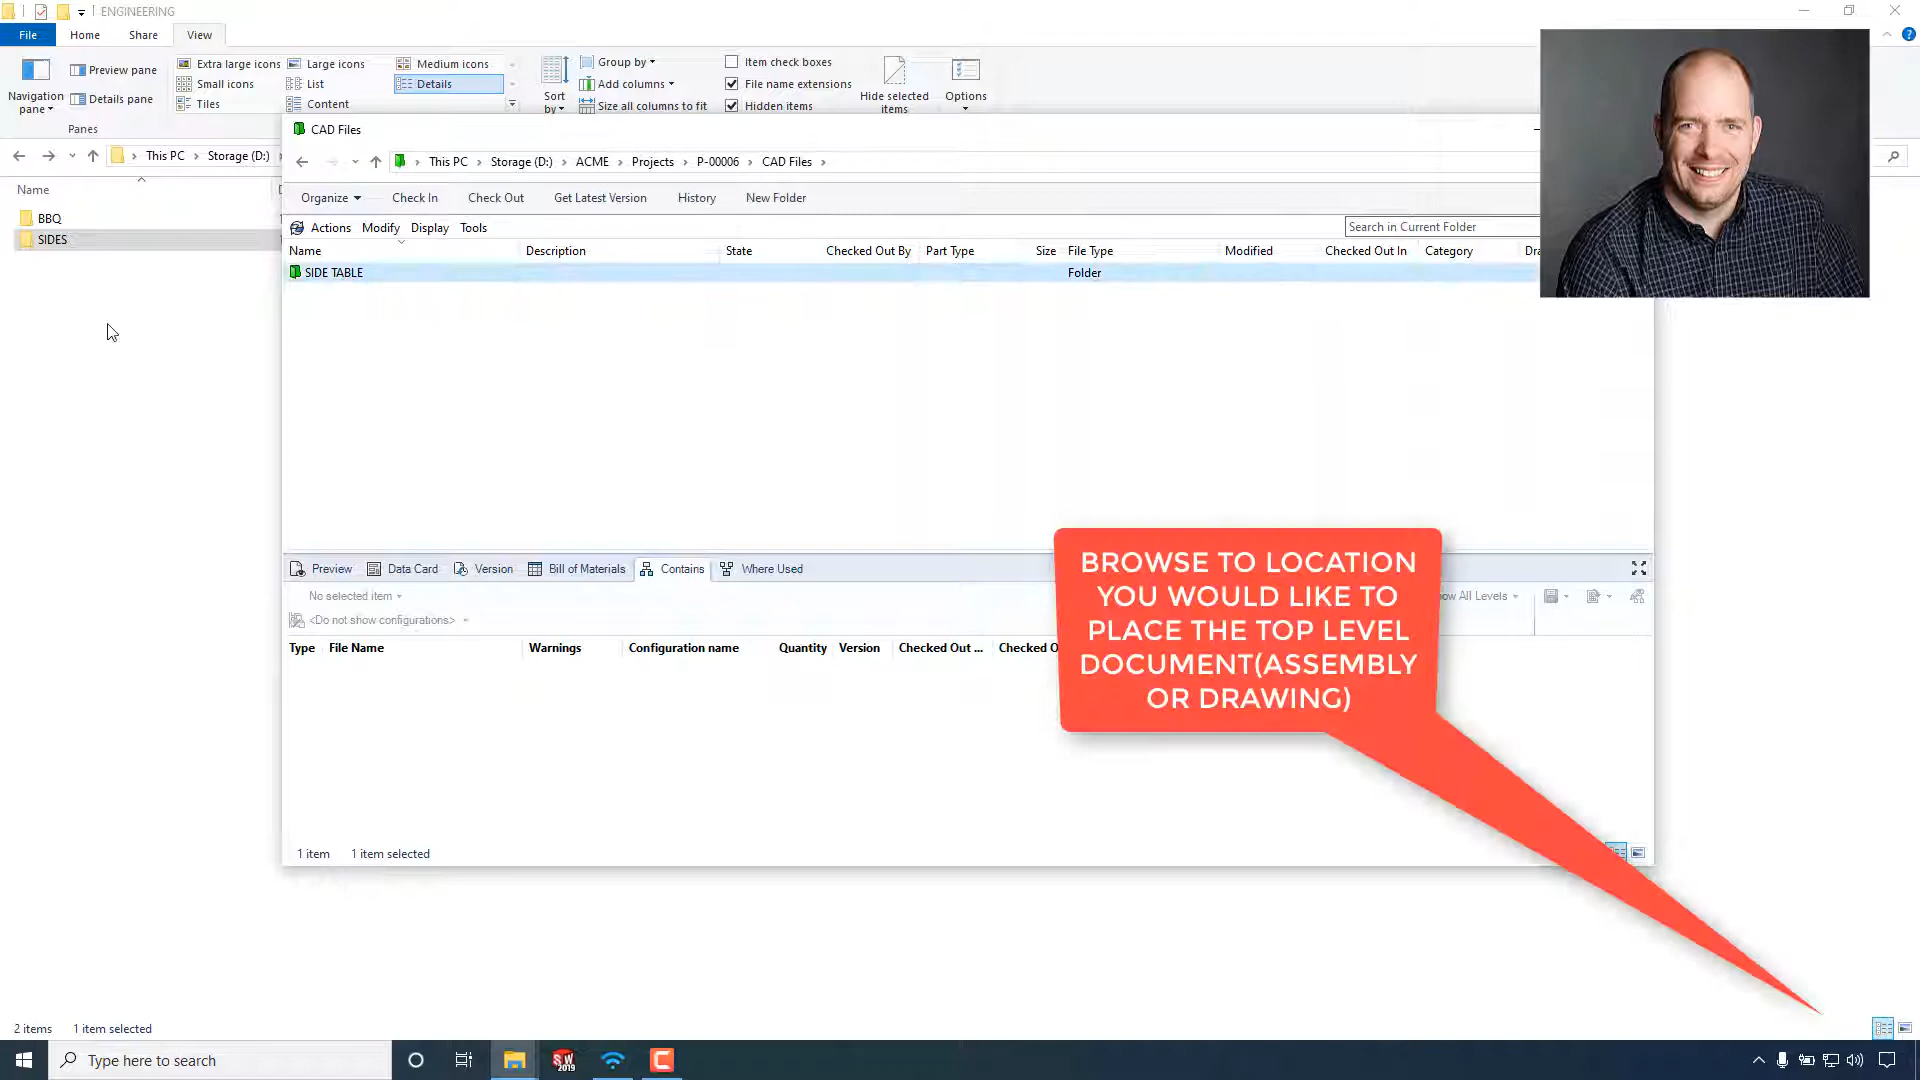 ENGINEERING
File Home Share View
Navigation pane
Preview pane
Details pane
Panes
Extra large icons Large icons Medium icons
Small icons List Details
Tiles Content
Sort by
Group by
Add columns
Size all columns to fit
Item check boxes
File name extensions
Hidden items
Hide selected items
Options
This PC Storage (D:)
Name
BBQ
SIDES
CAD Files
This PC Storage (D:) ACME Projects P-00006 CAD Files
Organize Check In Check Out Get Latest Version History New Folder
Actions Modify Display Tools
Search in Current Folder
Name Description State Checked Out By Part Type Size File Type Modified Checked Out In Category
SIDE TABLE Folder
BROWSE TO LOCATION
YOU WOULD LIKE TO
PLACE THE TOP LEVEL
DOCUMENT(ASSEMBLY
OR DRAWING)
Preview Data Card Version Bill of Materials Contains Where Used
No selected item
All Levels
<Do not show configurations>
Type File Name Warnings Configuration name Quantity Version Checked Out ... Checked O
1 item 1 item selected
2 items 1 item selected
Type here to search
SW
2019